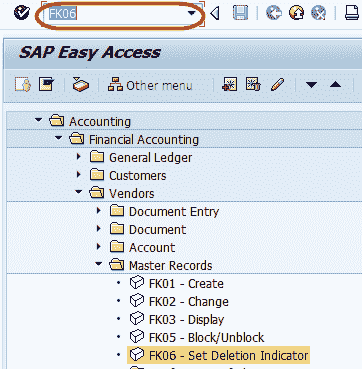 FK06
SAP Easy Access
Other menu
Accounting
Financial Accounting
General Ledger
Customers
Vendors
Document Entry
Document
Account
Master Records
FK01 - Create
FK02 - Change
FK03 - Display
FK05 - Block/Unblock
FK06 - Set Deletion Indicator